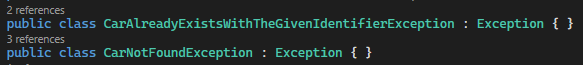 2 references
public class CarAlreadyExistsWithTheGivenIdentifierException : Exception { }
3 references
public class CarNotFoundException : Exception { }